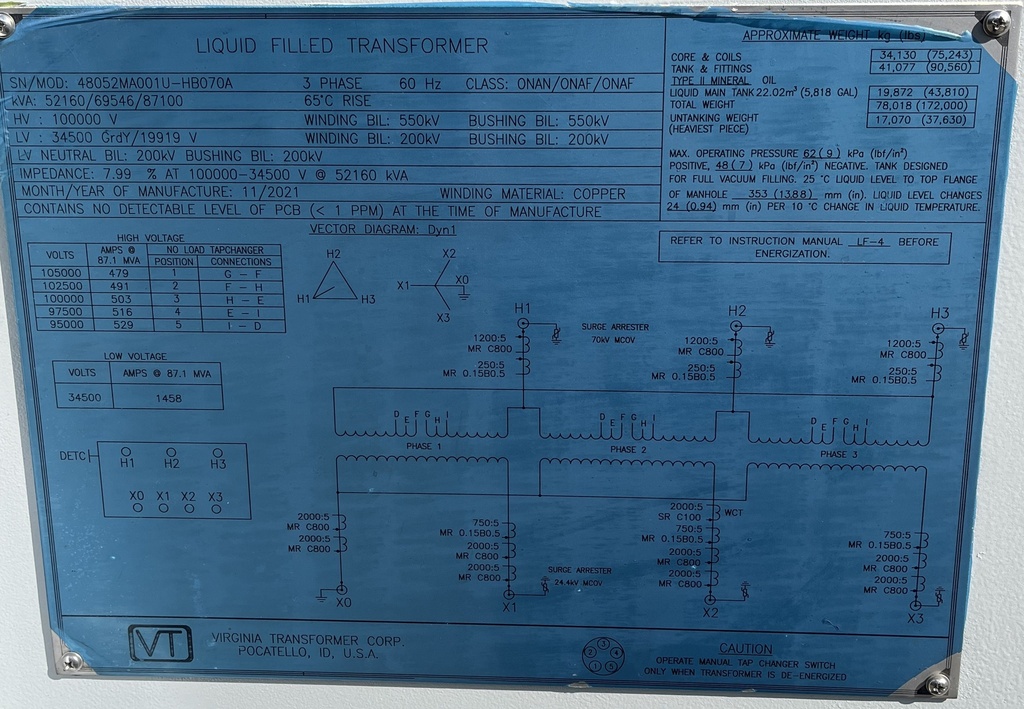 LIQUID FILLED TRANSFORMER
SN/MOD: 48052MA001U-HB070A 3 PHASE 60 Hz CLASS: ONAN/ONAF/ONAF
kVA: 52160/69546/87100 65°C RISE
HV : 100000 V WINDING BIL: 550kV BUSHING BIL: 550kV
LV : 34500 GrdY/19919 V WINDING BIL: 200kV BUSHING BIL: 200kV
LV NEUTRAL BIL: 200kV BUSHING BIL: 200kV
IMPEDANCE: 7.99 % AT 100000-34500 V @ 52160 kVA
MONTH/YEAR OF MANUFACTURE: 11/2021 WINDING MATERIAL: COPPER
CONTAINS NO DETECTABLE LEVEL OF PCB (< 1 PPM) AT THE TIME OF MANUFACTURE
APPROXIMATE WEIGHT kg (lbs)
CORE & COILS 34,130 (75,243)
TANK & FITTINGS 41,077 (90,560)
TYPE II MINERAL OIL
LIQUID MAIN TANK 22.02m³ (5,818 GAL) 19,872 (43,810)
TOTAL WEIGHT 78,018 (172,000)
UNTANKING WEIGHT 17,070 (37,630)
(HEAVIEST PIECE)
MAX. OPERATING PRESSURE 62(9) kPa (lbf/in²)
POSITIVE, 48(7) kPa (lbf/in²) NEGATIVE. TANK DESIGNED
FOR FULL VACUUM FILLING. 25 °C LIQUID LEVEL TO TOP FLANGE
OF MANHOLE 353 (13.88) mm (in). LIQUID LEVEL CHANGES
24 (0.94) mm (in) PER 10 °C CHANGE IN LIQUID TEMPERATURE.
REFER TO INSTRUCTION MANUAL LF-4 BEFORE
ENERGIZATION.
HIGH VOLTAGE
VOLTS AMPS @ 87.1 MVA NO LOAD TAPCHANGER
POSITION CONNECTIONS
105000 479 1 G - F
102500 491 2 F - H
100000 503 3 H - E
97500 516 4 E - I
95000 529 5 I - D
VECTOR DIAGRAM: Dyn1
H2
H1 H3
X2
X1 X0
X3
LOW VOLTAGE
VOLTS AMPS @ 87.1 MVA
34500 1458
DETC
H1 H2 H3
X0 X1 X2 X3
H1 H2 H3
SURGE ARRESTER
70kV MCOV
1200:5
MR C800
250:5
MR 0.15B0.5
1200:5
MR C800
250:5
MR 0.15B0.5
1200:5
MR C800
250:5
MR 0.15B0.5
D E F G H I
PHASE 1
D E F G H I
PHASE 2
D E F G H I
PHASE 3
2000:5
MR C800
2000:5
MR C800
X0
750:5
MR 0.15B0.5
2000:5
MR C800
2000:5
MR C800
X1
SURGE ARRESTER
24.4kV MCOV
2000:5
SR C100 WCT
750:5
MR 0.15B0.5
2000:5
MR C800
2000:5
MR C800
X2
750:5
MR 0.15B0.5
2000:5
MR C800
2000:5
MR C800
X3
VT
VIRGINIA TRANSFORMER CORP.
POCATELLO, ID, U.S.A.
3
2 4
1 5
CAUTION
OPERATE MANUAL TAP CHANGER SWITCH
ONLY WHEN TRANSFORMER IS DE-ENERGIZED